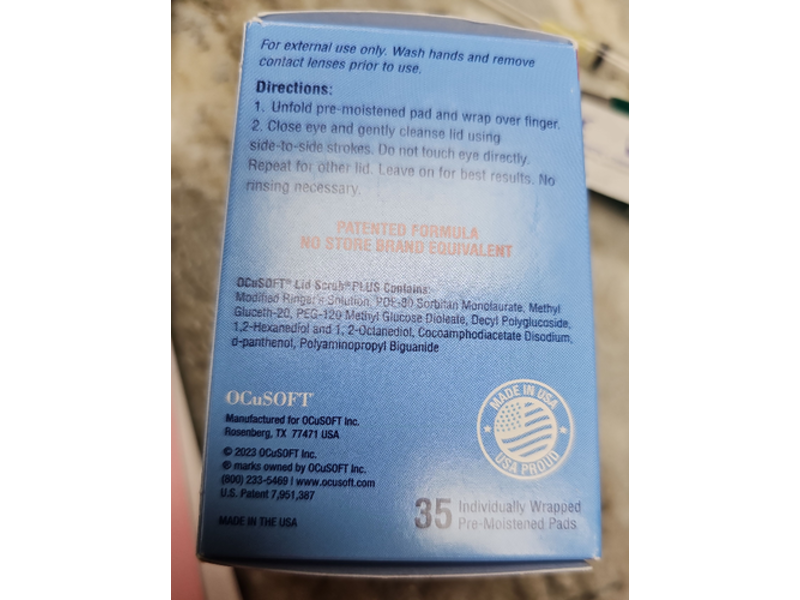 For external use only. Wash hands and remove
contact lenses prior to use.
Directions:
1. Unfold pre-moistened pad and wrap over finger.
2. Close eye and gently cleanse lid using
side-to-side strokes. Do not touch eye directly.
Repeat for other lid. Leave on for best results. No
rinsing necessary.
PATENTED FORMULA
NO STORE BRAND EQUIVALENT
OCuSOFT® Lid Scrub® PLUS Contains:
Modified Ringer's Solution, POE-80 Sorbitan Monolaurate, Methyl
Gluceth-20, PEG-120 Methyl Glucose Dioleate, Decyl Polyglucoside,
1,2-Hexanediol and 1, 2-Octanediol, Cocoamphodiacetate Disodium,
d-panthenol, Polyaminopropyl Biguanide
OCuSOFT®
Manufactured for OCuSOFT Inc.
Rosenberg, TX 77471 USA
© 2023 OCuSOFT Inc.
® marks owned by OCuSOFT Inc.
(800) 233-5469 | www.ocusoft.com
U.S. Patent 7,951,387
MADE IN THE USA
MADE IN USA
USA PROUD
35 Individually Wrapped
Pre-Moistened Pads